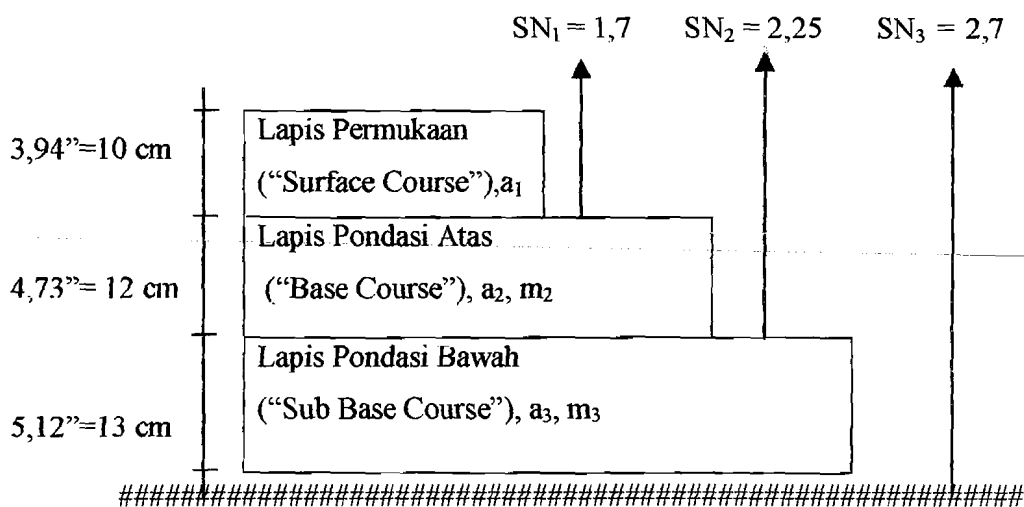 SN₁ = 1,7 SN₂ = 2,25 SN₃ = 2,7
3,94”=10 cm
Lapis Permukaan
(“Surface Course”),a₁
4,73”= 12 cm
Lapis Pondasi Atas
(“Base Course”), a₂, m₂
5,12”=13 cm
Lapis Pondasi Bawah
(“Sub Base Course”), a₃, m₃